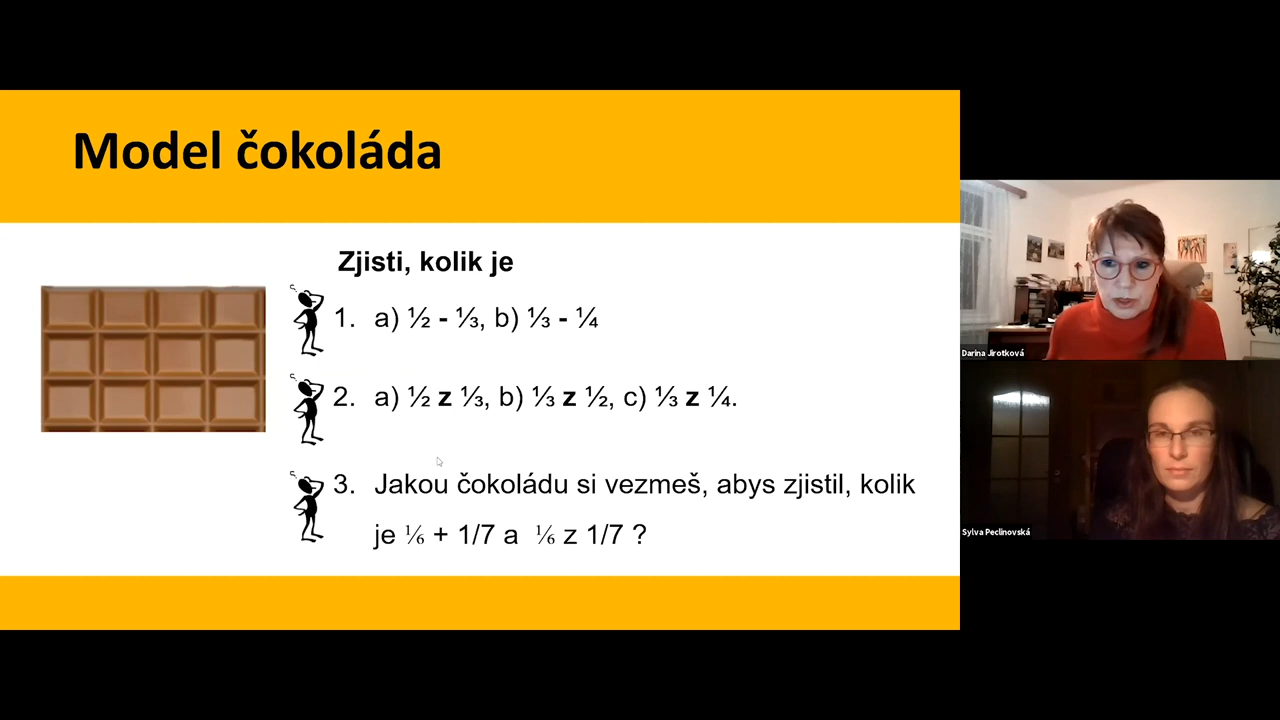 Model čokoláda
Zjisti, kolik je
1. a) ½ - ⅓, b) ⅓ - ¼
2. a) ½ z ⅓, b) ⅓ z ½, c) ⅓ z ¼.
3. Jakou čokoládu si vezmeš, abys zjistil, kolik
je ⅙ + 1/7 a ⅙ z 1/7 ?
Darina Jirotková
Sylva Peclinovská